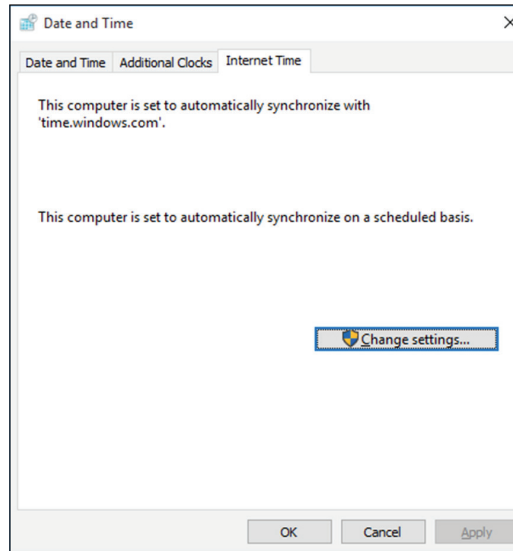 Date and Time
Date and Time Additional Clocks Internet Time
This computer is set to automatically synchronize with
'time.windows.com'.
This computer is set to automatically synchronize on a scheduled basis.
Change settings...
OK Cancel Apply